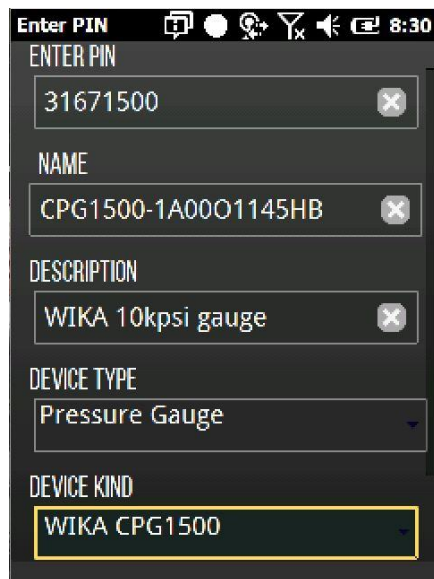 Enter PIN 8:30
ENTER PIN
31671500
NAME
CPG1500-1A00O1145HB
DESCRIPTION
WIKA 10kpsi gauge
DEVICE TYPE
Pressure Gauge
DEVICE KIND
WIKA CPG1500